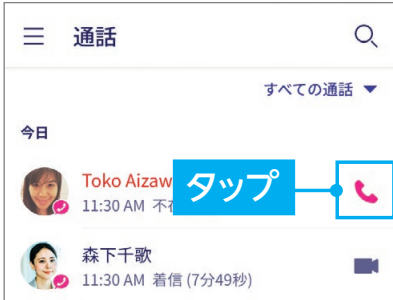 通話
すべての通話
今日
Toko Aizaw
タップ
11:30 AM 不
森下千歌
11:30 AM 着信 (7分49秒)